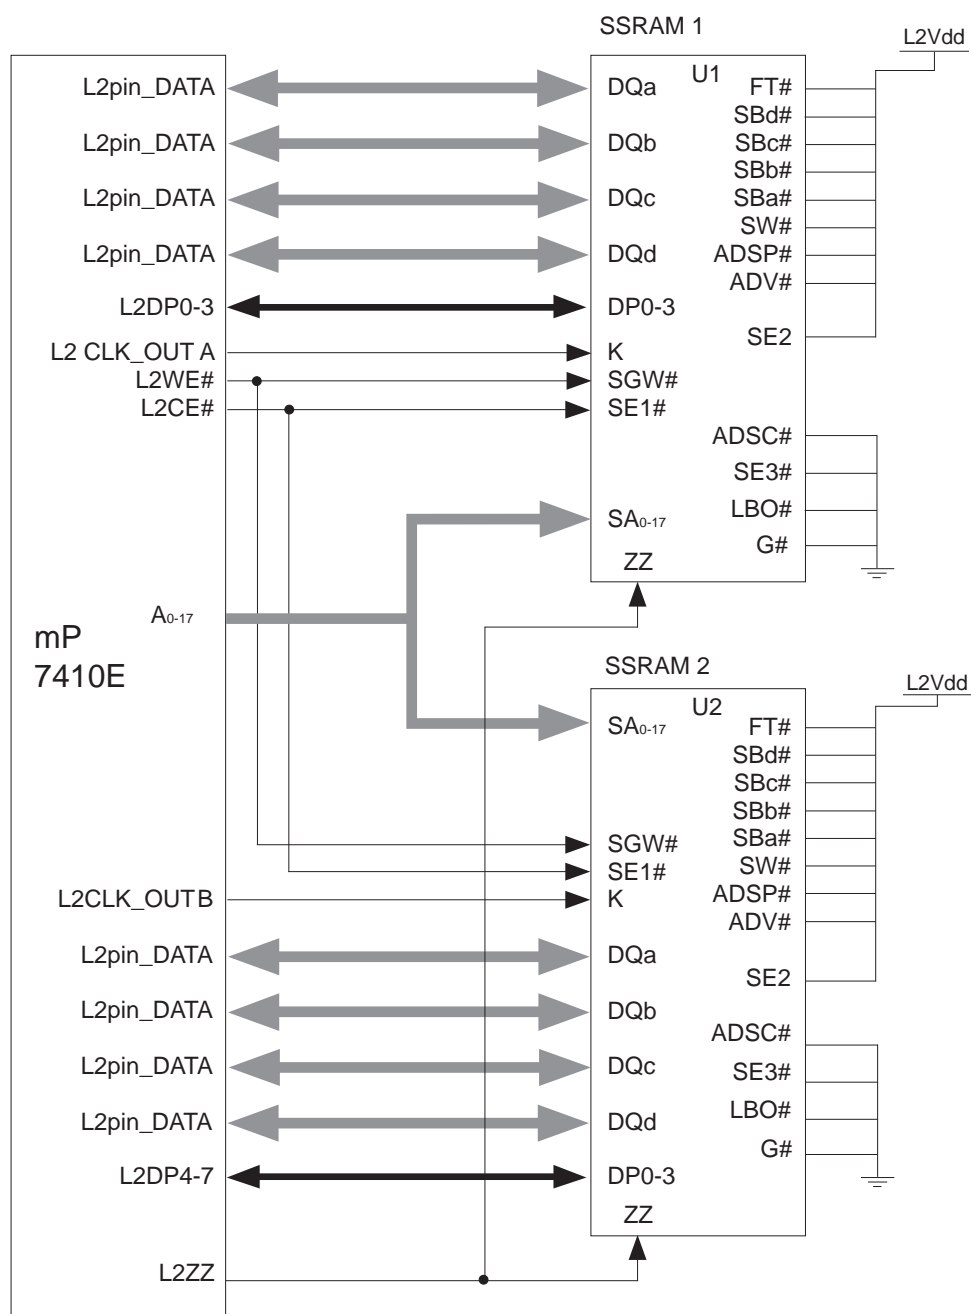 SSRAM 1
L2Vdd
U1
L2pin_DATA
DQa
FT#
SBd#
L2pin_DATA
DQb
SBc#
SBb#
L2pin_DATA
DQc
SBa#
SW#
L2pin_DATA
DQd
ADSP#
ADV#
L2DP0-3
DP0-3
SE2
L2 CLK_OUT A
K
L2WE#
SGW#
L2CE#
SE1#
ADSC#
SE3#
LBO#
SA0-17
G#
ZZ
A0-17
mP
7410E
SSRAM 2
L2Vdd
U2
SA0-17
FT#
SBd#
SBc#
SBb#
SBa#
SGW#
SW#
SE1#
ADSP#
L2CLK_OUTB
K
ADV#
L2pin_DATA
DQa
SE2
L2pin_DATA
DQb
ADSC#
L2pin_DATA
DQc
SE3#
LBO#
L2pin_DATA
DQd
G#
L2DP4-7
DP0-3
ZZ
L2ZZ